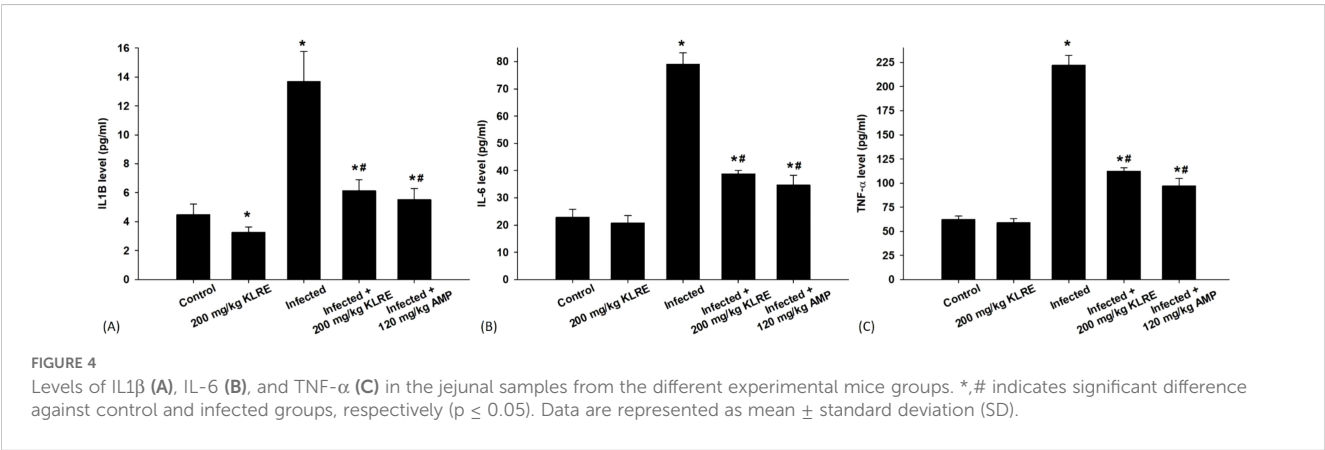 16
14
12
10
8
6
4
2
0
IL1B level (pg/ml)
*
*
*#
*#
Control
200 mg/kg KLRE
Infected
Infected +
200 mg/kg KLRE
Infected +
120 mg/kg AMP
(A)
80
70
60
50
40
30
20
10
0
IL-6 level (pg/ml)
*
*#
*#
Control
200 mg/kg KLRE
Infected
Infected +
200 mg/kg KLRE
Infected +
120 mg/kg AMP
(B)
225
200
175
150
125
100
75
50
25
0
TNF-α level (pg/ml)
*
*#
*#
Control
200 mg/kg KLRE
Infected
Infected +
200 mg/kg KLRE
Infected +
120 mg/kg AMP
(C)
FIGURE 4
Levels of IL1β (A), IL-6 (B), and TNF-α (C) in the jejunal samples from the different experimental mice groups. *,# indicates significant difference
against control and infected groups, respectively (p ≤ 0.05). Data are represented as mean ± standard deviation (SD).